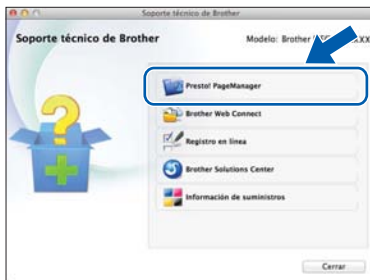 Soporte técnico de Brother
Soporte técnico de Brother
Modelo: Brother XX
Presto! PageManager
Brother Web Connect
Registro en línea
Brother Solutions Center
Información de suministros
Cerrar